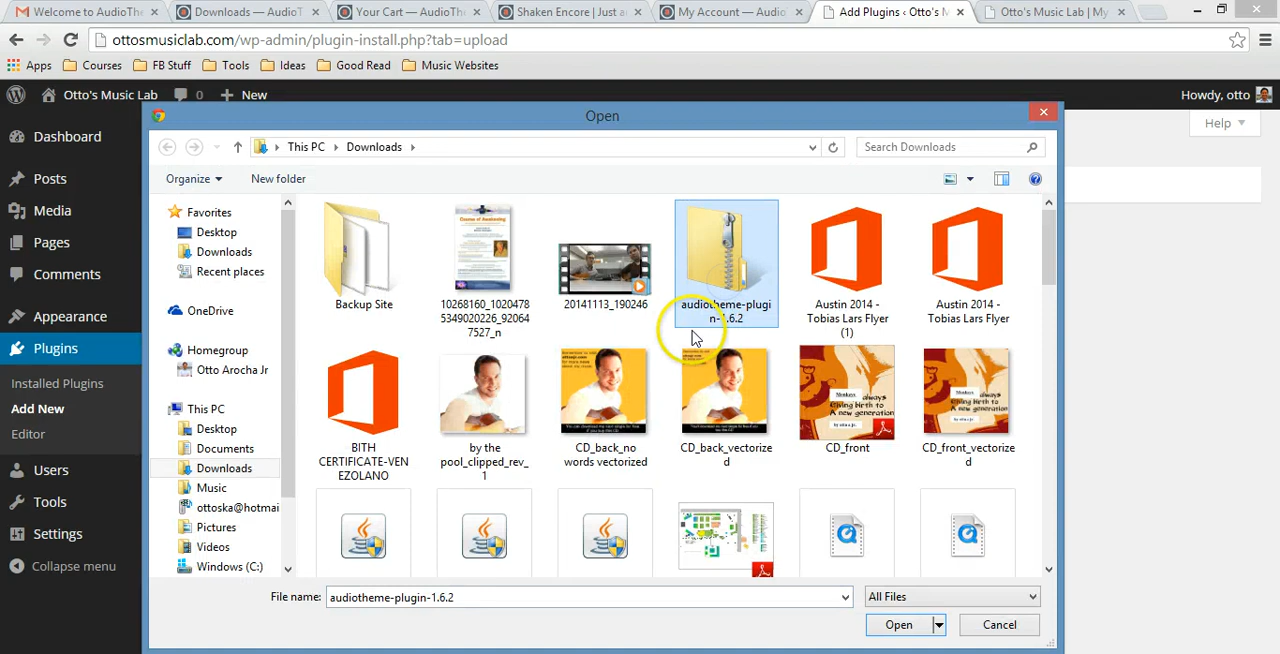 Welcome to AudioThe
Downloads — AudioT
Your Cart — AudioThe
Shaken Encore | Just a
My Account — Audio
Add Plugins ‹ Otto's M
Otto's Music Lab | My
ottosmusiclab.com/wp-admin/plugin-install.php?tab=upload
Apps Courses FB Stuff Tools Ideas Good Read Music Websites
Otto's Music Lab 0 New Howdy, otto
Help
Dashboard
Posts
Media
Pages
Comments
Appearance
Plugins
Installed Plugins
Add New
Editor
Users
Tools
Settings
Collapse menu
Open
This PC Downloads
Search Downloads
Organize New folder
Favorites
Desktop
Downloads
Recent places
OneDrive
Homegroup
Otto Arocha Jr
This PC
Desktop
Documents
Downloads
Music
ottoska@hotmai
Pictures
Videos
Windows (C:)
Backup Site
10268160_1020478
5349020226_92064
7527_n
20141113_190246
audiotheme-plugi
n-1.6.2
Austin 2014 -
Tobias Lars Flyer
(1)
Austin 2014 -
Tobias Lars Flyer
BITH
CERTIFICATE-VEN
EZOLANO
by the
pool_clipped_rev_
1
CD_back_no
words vectorized
CD_back_vectorize
d
CD_front
CD_front_vectorize
d
File name: audiotheme-plugin-1.6.2
All Files
Open Cancel